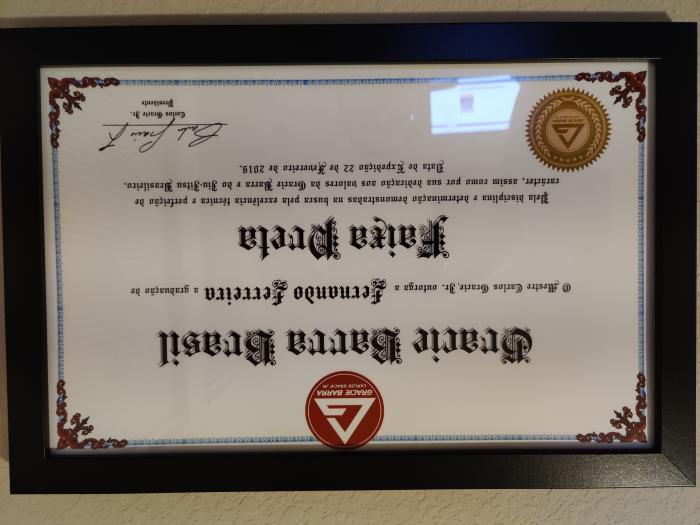 GRACIE BARRA
CARLOS GRACIE JR.
Gracie Barra Brasil
O Mestre Carlos Gracie Jr. outorga a Fernando Ferreira a graduação de
Faixa Preta
Pela disciplina e determinação demonstradas na busca pela excelência técnica e perfeição de
caráter, assim como por sua dedicação aos valores da Gracie Barra e do Jiu-Jitsu Brasileiro.
Data de Expedição 22 de Fevereiro de 2019.
Carlos Gracie Jr.
Presidente
GRACIE BARRA